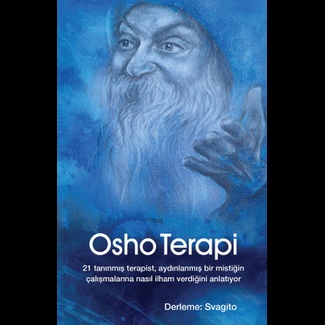 Osho Terapi
21 tanınmış terapist, aydınlanmış bir mistiğin
çalışmalarına nasıl ilham verdiğini anlatıyor
Derleme: Svagito